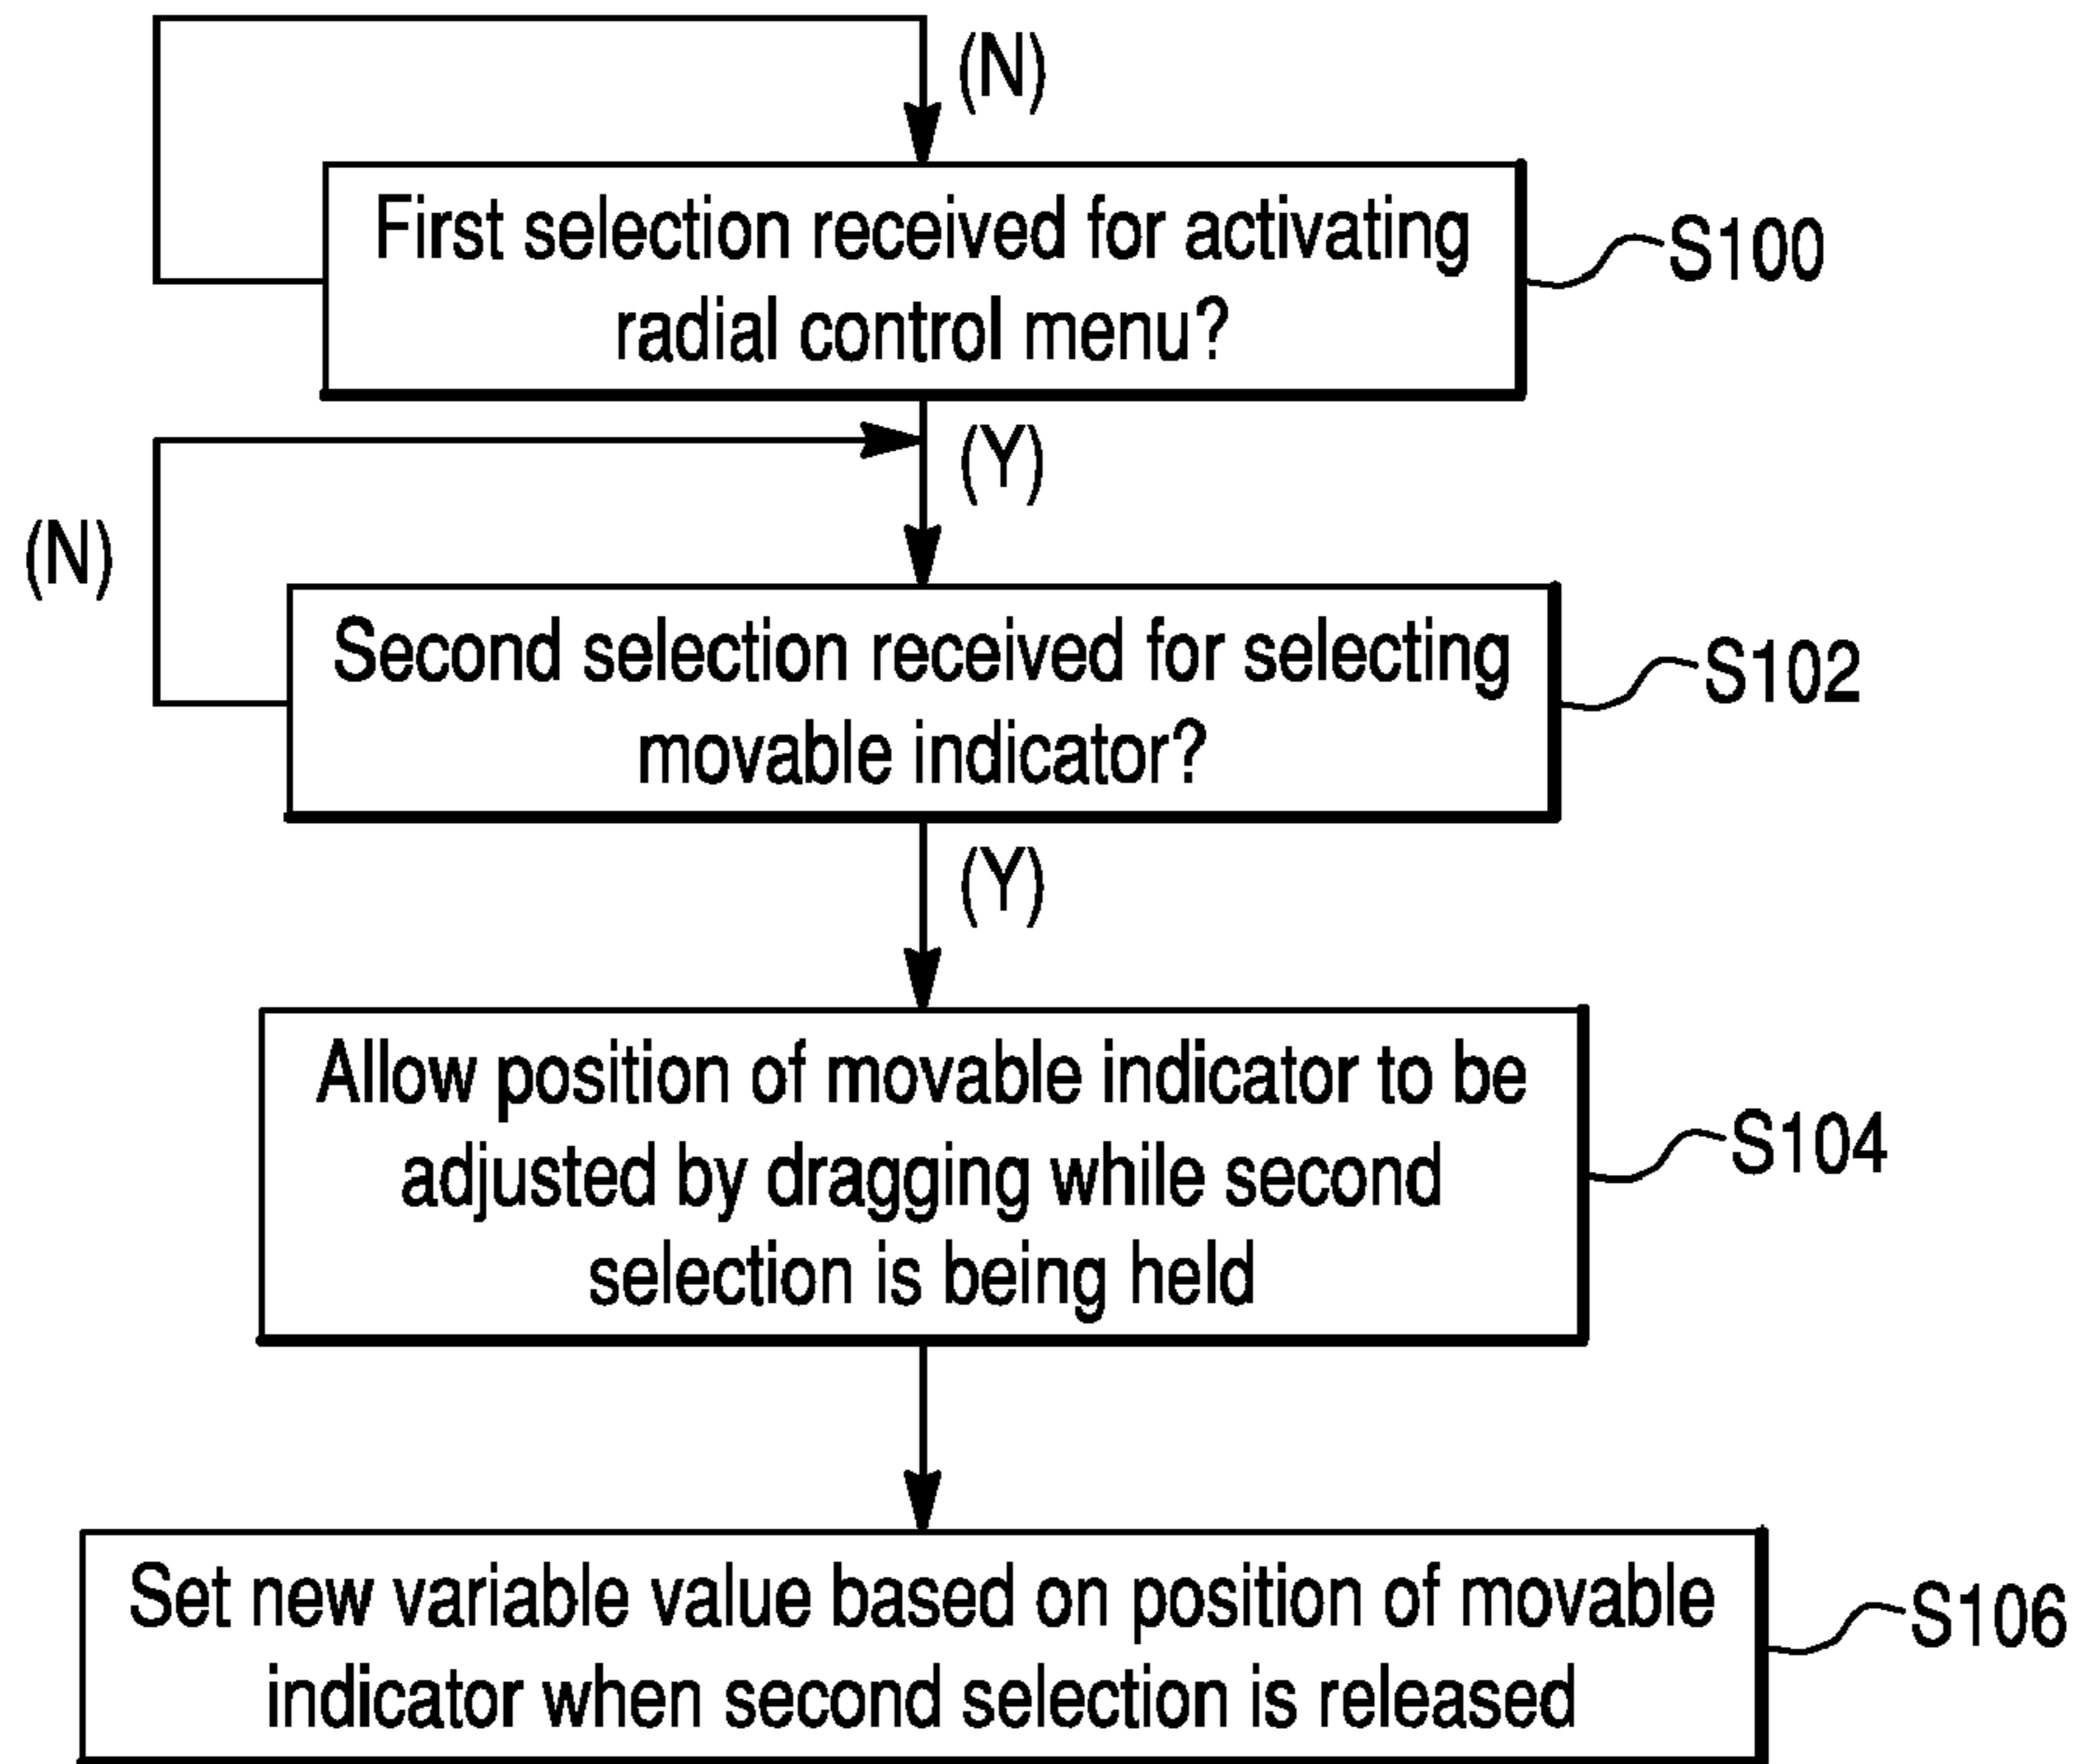 (N)
First selection received for activating
radial control menu?
S100
(Y)
(N)
Second selection received for selecting
movable indicator?
S102
(Y)
Allow position of movable indicator to be
adjusted by dragging while second
selection is being held
S104
Set new variable value based on position of movable
indicator when second selection is released
S106